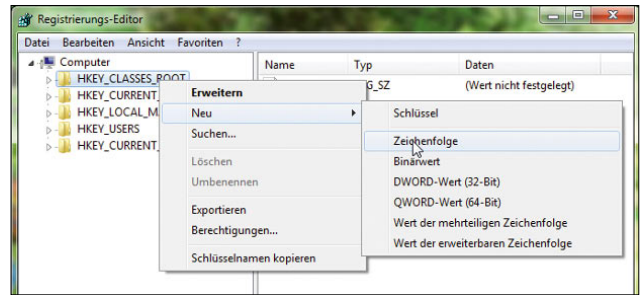 Registrierungs-Editor
Datei Bearbeiten Ansicht Favoriten ?
Computer
HKEY_CLASSES_ROOT
HKEY_CURRENT_
HKEY_LOCAL_M
HKEY_USERS
HKEY_CURRENT_
Name Typ Daten
G_SZ (Wert nicht festgelegt)
Erweitern
Neu
Suchen...
Löschen
Umbenennen
Exportieren
Berechtigungen...
Schlüsselnamen kopieren
Schlüssel
Zeichenfolge
Binärwert
DWORD-Wert (32-Bit)
QWORD-Wert (64-Bit)
Wert der mehrteiligen Zeichenfolge
Wert der erweiterbaren Zeichenfolge